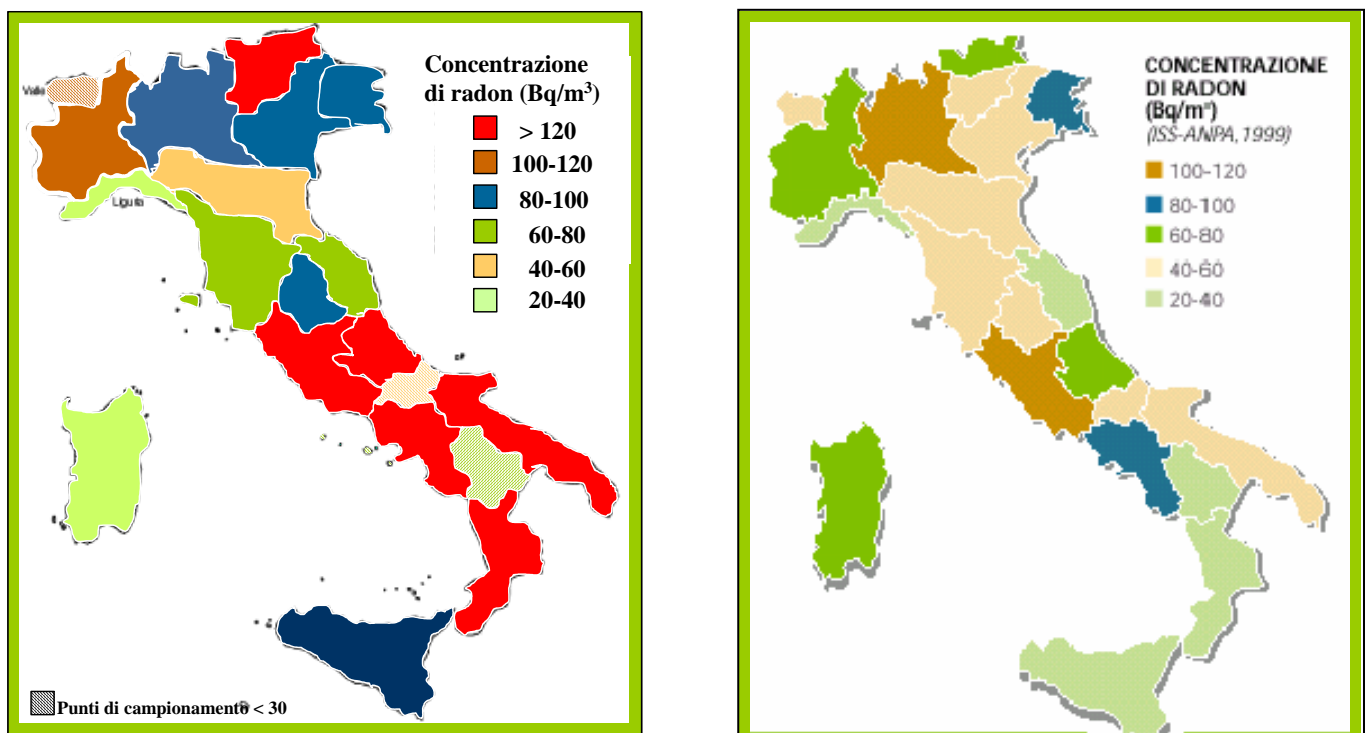 Concentrazione
di radon (Bq/m³)
> 120
100-120
80-100
60-80
40-60
20-40
Valle
Liguria
Punti di campionamento < 30
CONCENTRAZIONE
DI RADON
(Bq/m³)
(ISS-ANPA, 1999)
100-120
80-100
60-80
40-60
20-40